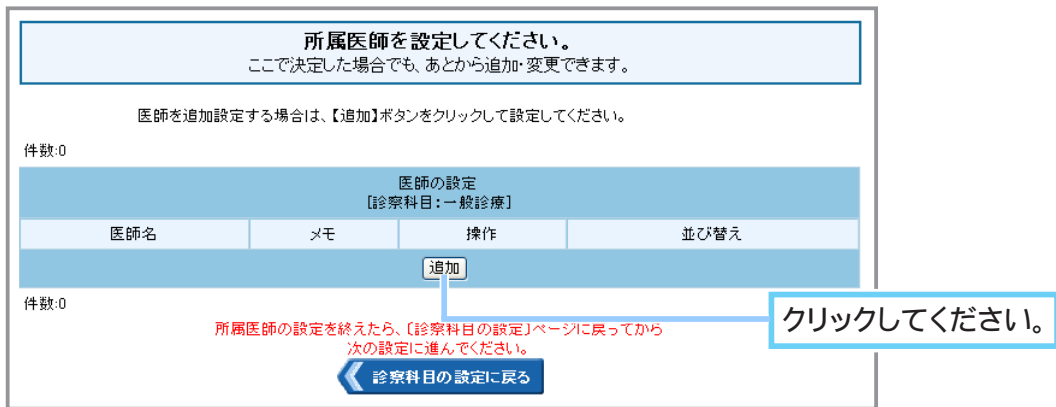 所属医師を設定してください。
ここで決定した場合でも、あとから追加・変更できます。
医師を追加設定する場合は、【追加】ボタンをクリックして設定してください。
件数:0
医師の設定
[診察科目:一般診療]
医師名 メモ 操作 並び替え
追加
件数:0
クリックしてください。
所属医師の設定を終えたら、[診察科目の設定]ページに戻ってから
次の設定に進んでください。
診察科目の設定に戻る